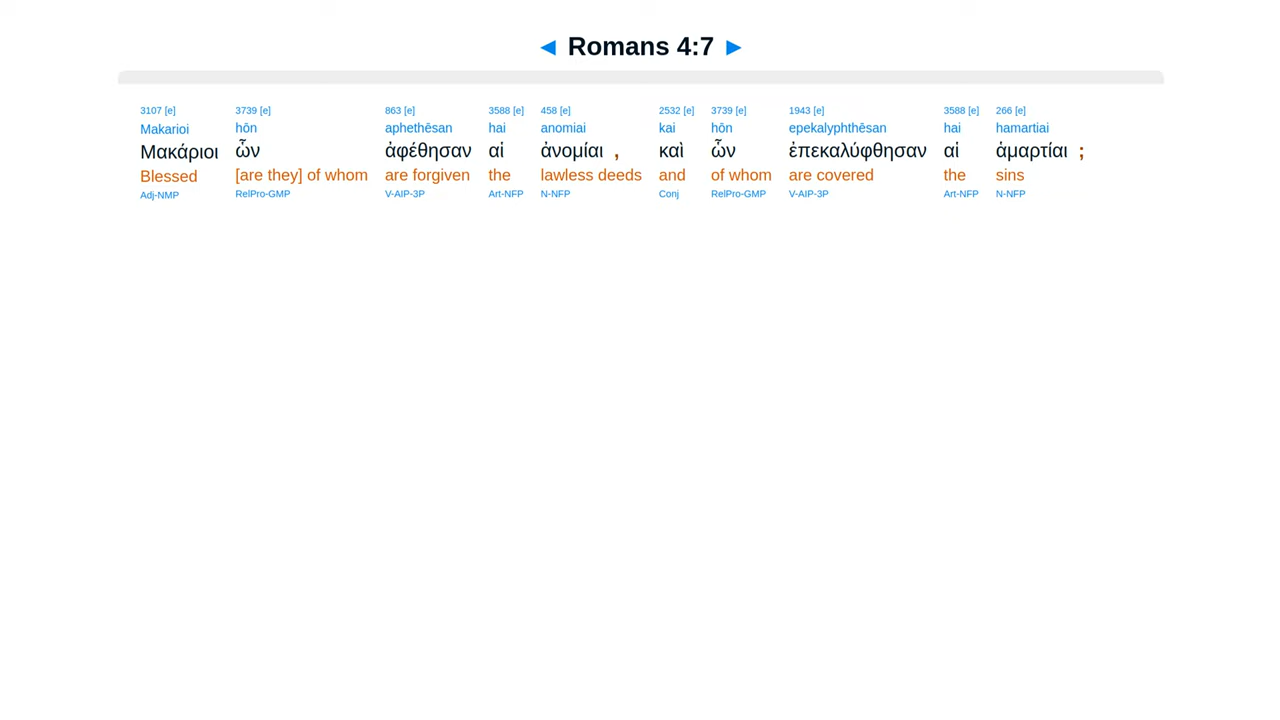 ◄ Romans 4:7 ►
3107 [e] 3739 [e] 863 [e] 3588 [e] 458 [e] 2532 [e] 3739 [e] 1943 [e] 3588 [e] 266 [e]
Makarioi hōn aphethēsan hai anomiai kai hōn epekalyphthēsan hai hamartiai
Μακάριοι ὧν ἀφέθησαν αἱ ἀνομίαι , καὶ ὧν ἐπεκαλύφθησαν αἱ ἁμαρτίαι ;
Blessed [are they] of whom are forgiven the lawless deeds and of whom are covered the sins
Adj-NMP RelPro-GMP V-AIP-3P Art-NFP N-NFP Conj RelPro-GMP V-AIP-3P Art-NFP N-NFP